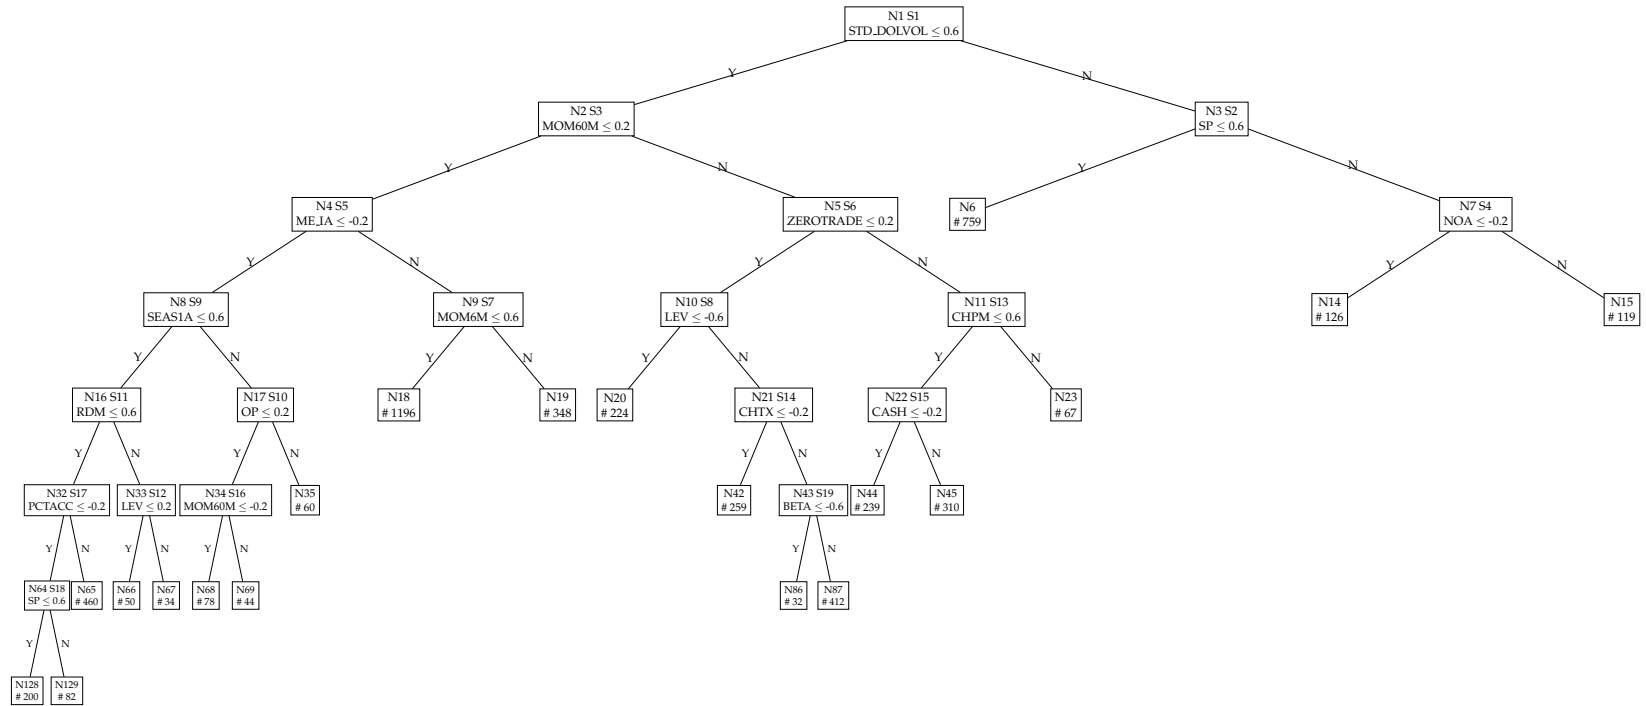 N1 S1
STD_DOLVOL ≤ 0.6
Y
N
N2 S3
MOM60M ≤ 0.2
N3 S2
SP ≤ 0.6
Y
N
Y
N
N4 S5
ME_IA ≤ -0.2
N5 S6
ZEROTRADE ≤ 0.2
N6
# 759
N7 S4
NOA ≤ -0.2
Y
N
Y
N
Y
N
N8 S9
SEAS1A ≤ 0.6
N9 S7
MOM6M ≤ 0.6
N10 S8
LEV ≤ -0.6
N11 S13
CHPM ≤ 0.6
N14
# 126
N15
# 119
Y
N
Y
N
Y
N
Y
N
N16 S11
RDM ≤ 0.6
N17 S10
OP ≤ 0.2
N18
# 1196
N19
# 348
N20
# 224
N21 S14
CHTX ≤ -0.2
N22 S15
CASH ≤ -0.2
N23
# 67
Y
N
Y
N
Y
N
Y
N
N32 S17
PCTACC ≤ -0.2
N33 S12
LEV ≤ 0.2
N34 S16
MOM60M ≤ -0.2
N35
# 60
N42
# 259
N43 S19
BETA ≤ -0.6
N44
# 239
N45
# 310
Y
N
Y
N
Y
N
Y
N
N64 S18
SP ≤ 0.6
N65
# 460
N66
# 50
N67
# 34
N68
# 78
N69
# 44
N86
# 32
N87
# 412
Y
N
N128
# 200
N129
# 82